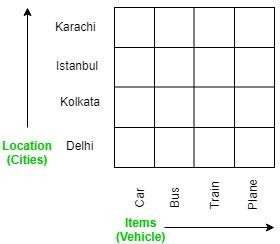 Karachi
Istanbul
Kolkata
Location
(Cities)
Delhi
Car
Bus
Train
Plane
Items
(Vehicle)